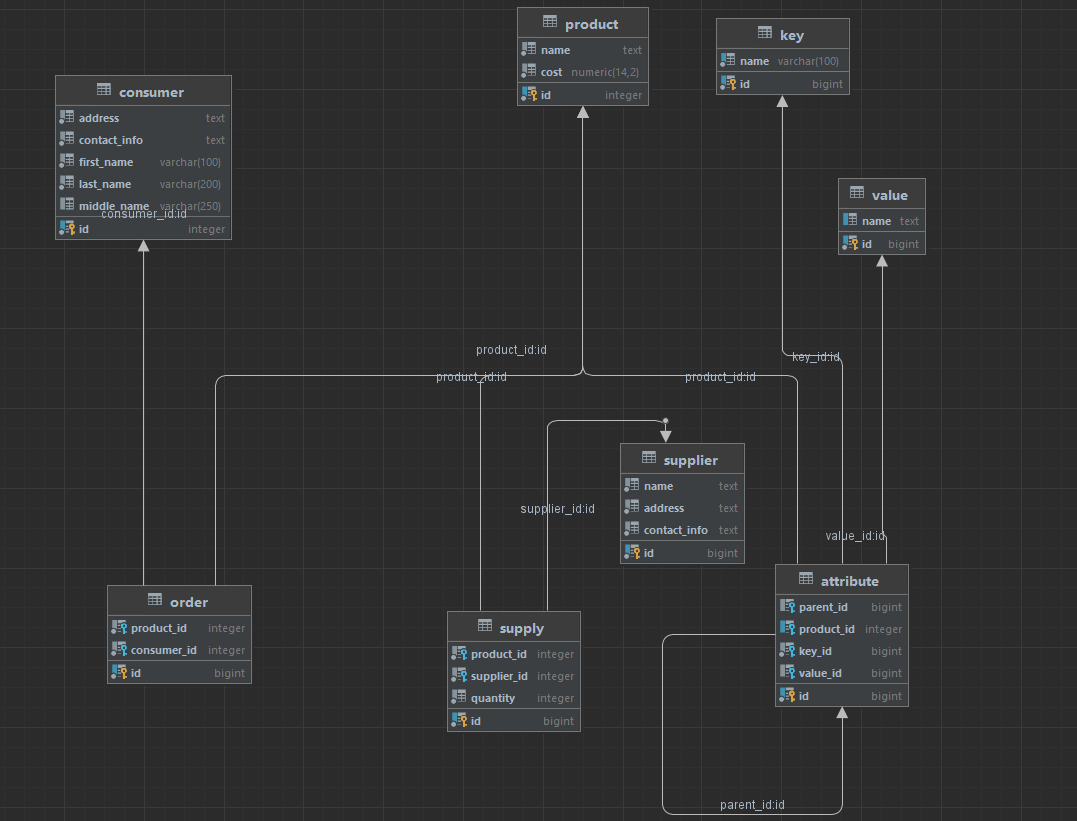 product
name text
cost numeric(14,2)
id integer
key
name varchar(100)
id bigint
consumer
address text
contact_info text
first_name varchar(100)
last_name varchar(200)
middle_name varchar(250)
consumer_id:id
id integer
value
name text
id bigint
product_id:id
key_id:id
product_id:id
product_id:id
supplier
name text
address text
contact_info text
id bigint
supplier_id:id
value_id:id
order
product_id integer
consumer_id integer
id bigint
supply
product_id integer
supplier_id integer
quantity integer
id bigint
attribute
parent_id bigint
product_id integer
key_id bigint
value_id bigint
id bigint
parent_id:id